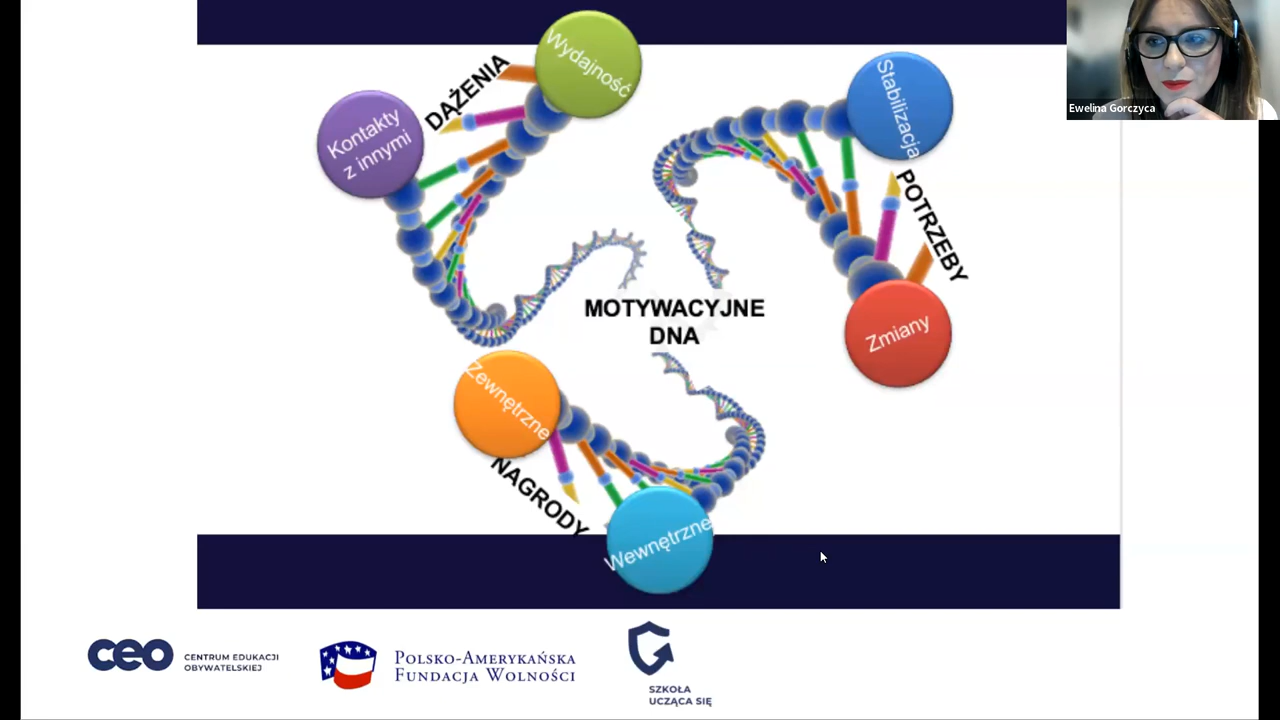 Wydajność
DĄŻENIA
Kontakty
z innymi
Stabilizacja
POTRZEBY
Zmiany
MOTYWACYJNE
DNA
Zewnętrzne
NAGRODY
Wewnętrzne
Ewelina Gorczyca
ceo
CENTRUM EDUKACJI
OBYWATELSKIEJ
POLSKO-AMERYKAŃSKA
FUNDACJA WOLNOŚCI
SZKOŁA
UCZĄCA SIĘ